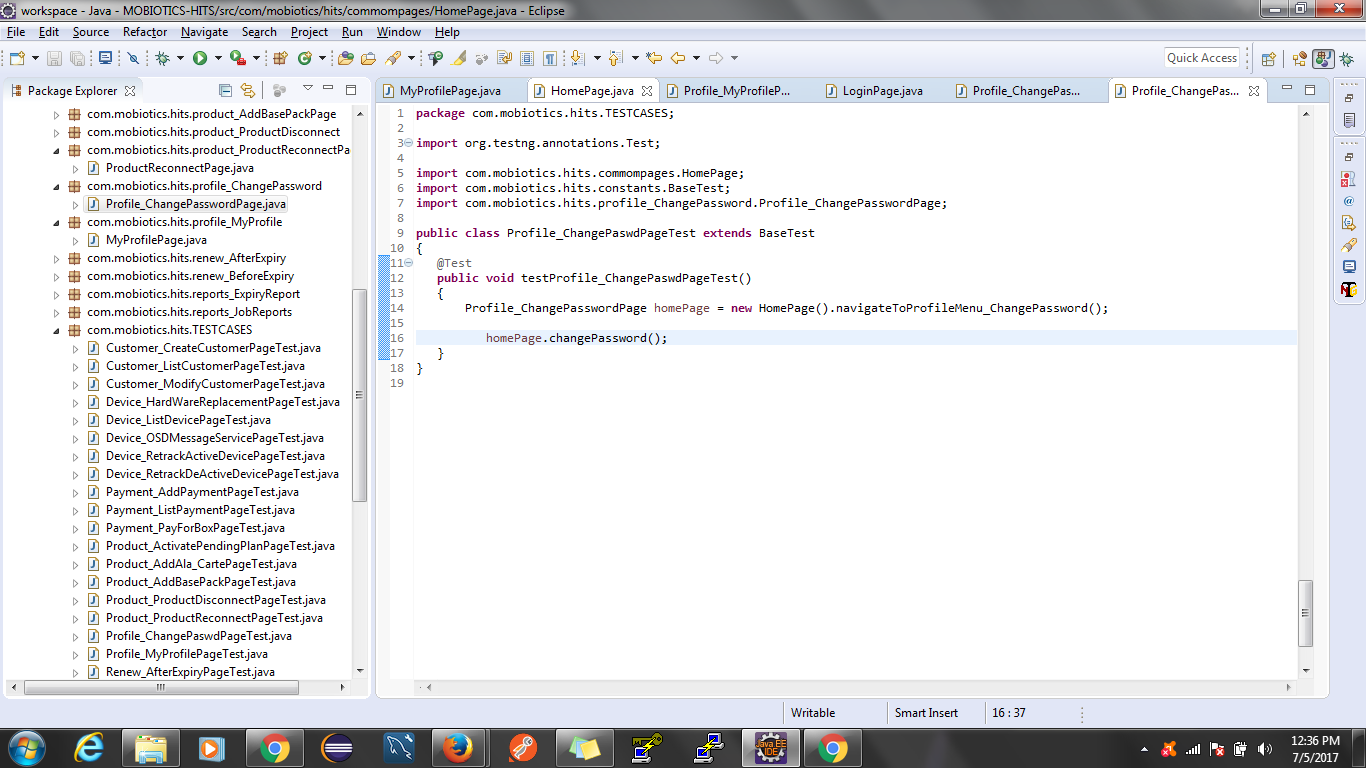 workspace - Java - MOBIOTICS-HITS/src/com/mobiotics/hits/commompages/HomePage.java - Eclipse
File Edit Source Refactor Navigate Search Project Run Window Help
Quick Access
Package Explorer
com.mobiotics.hits.product_AddBasePackPage
com.mobiotics.hits.product_ProductDisconnect
com.mobiotics.hits.product_ProductReconnectPa
ProductReconnectPage.java
com.mobiotics.hits.profile_ChangePassword
Profile_ChangePasswordPage.java
com.mobiotics.hits.profile_MyProfile
MyProfilePage.java
com.mobiotics.hits.renew_AfterExpiry
com.mobiotics.hits.renew_BeforeExpiry
com.mobiotics.hits.reports_ExpiryReport
com.mobiotics.hits.reports_JobReports
com.mobiotics.hits.TESTCASES
Customer_CreateCustomerPageTest.java
Customer_ListCustomerPageTest.java
Customer_ModifyCustomerPageTest.java
Device_HardWareReplacementPageTest.java
Device_ListDevicePageTest.java
Device_OSDMessageServicePageTest.java
Device_RetrackActiveDevicePageTest.java
Device_RetrackDeActiveDevicePageTest.java
Payment_AddPaymentPageTest.java
Payment_ListPaymentPageTest.java
Payment_PayForBoxPageTest.java
Product_ActivatePendingPlanPageTest.java
Product_AddAla_CartePageTest.java
Product_AddBasePackPageTest.java
Product_ProductDisconnectPageTest.java
Product_ProductReconnectPageTest.java
Profile_ChangePaswdPageTest.java
Profile_MyProfilePageTest.java
Renew_AfterExpiryPageTest.java
MyProfilePage.java HomePage.java Profile_MyProfileP... LoginPage.java Profile_ChangePas... Profile_ChangePas...
1 package com.mobiotics.hits.TESTCASES;
2
3 import org.testng.annotations.Test;
4
5 import com.mobiotics.hits.commompages.HomePage;
6 import com.mobiotics.hits.constants.BaseTest;
7 import com.mobiotics.hits.profile_ChangePassword.Profile_ChangePasswordPage;
8
9 public class Profile_ChangePaswdPageTest extends BaseTest
10 {
11 @Test
12 public void testProfile_ChangePaswdPageTest()
13 {
14 Profile_ChangePasswordPage homePage = new HomePage().navigateToProfileMenu_ChangePassword();
15
16 homePage.changePassword();
17 }
18 }
19
Writable Smart Insert 16 : 37
Java EE
IDE
12:36 PM
7/5/2017